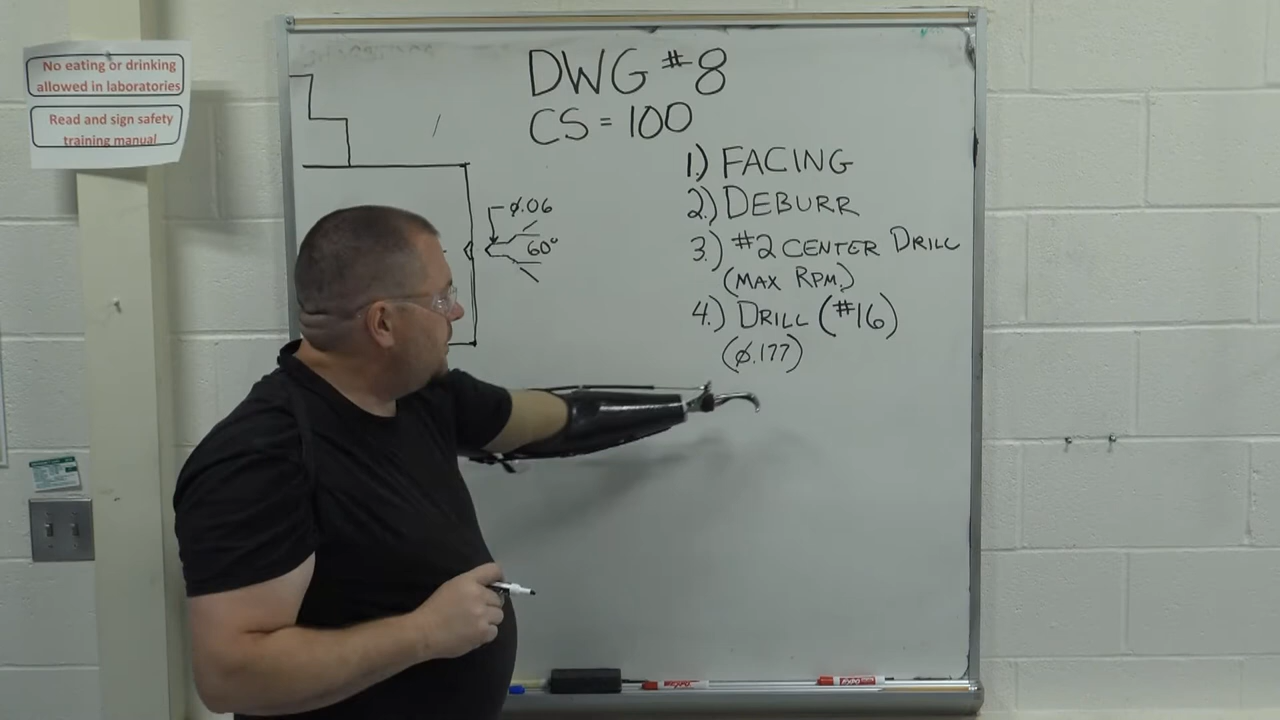 No eating or drinking
allowed in laboratories
Read and sign safety
training manual
DWG #8
CS = 100
1.) FACING
2.) DEBURR
3.) #2 CENTER DRILL
(MAX RPM.)
4.) DRILL (#16)
(Ø.177)
Ø.06
60°
EXPO